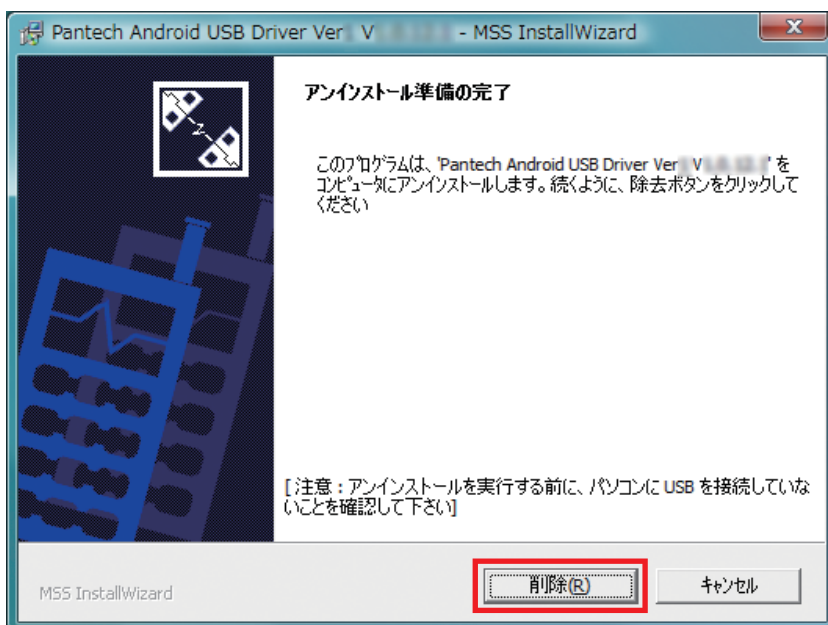 Pantech Android USB Driver Ver V - MSS InstallWizard
アンインストール準備の完了
このプログラムは、'Pantech Android USB Driver Ver V ' を
コンピュータにアンインストールします。続くように、除去ボタンをクリックして
ください
[注意：アンインストールを実行する前に、パソコンに USB を接続していな
いことを確認して下さい]
MSS InstallWizard
削除(R)
キャンセル